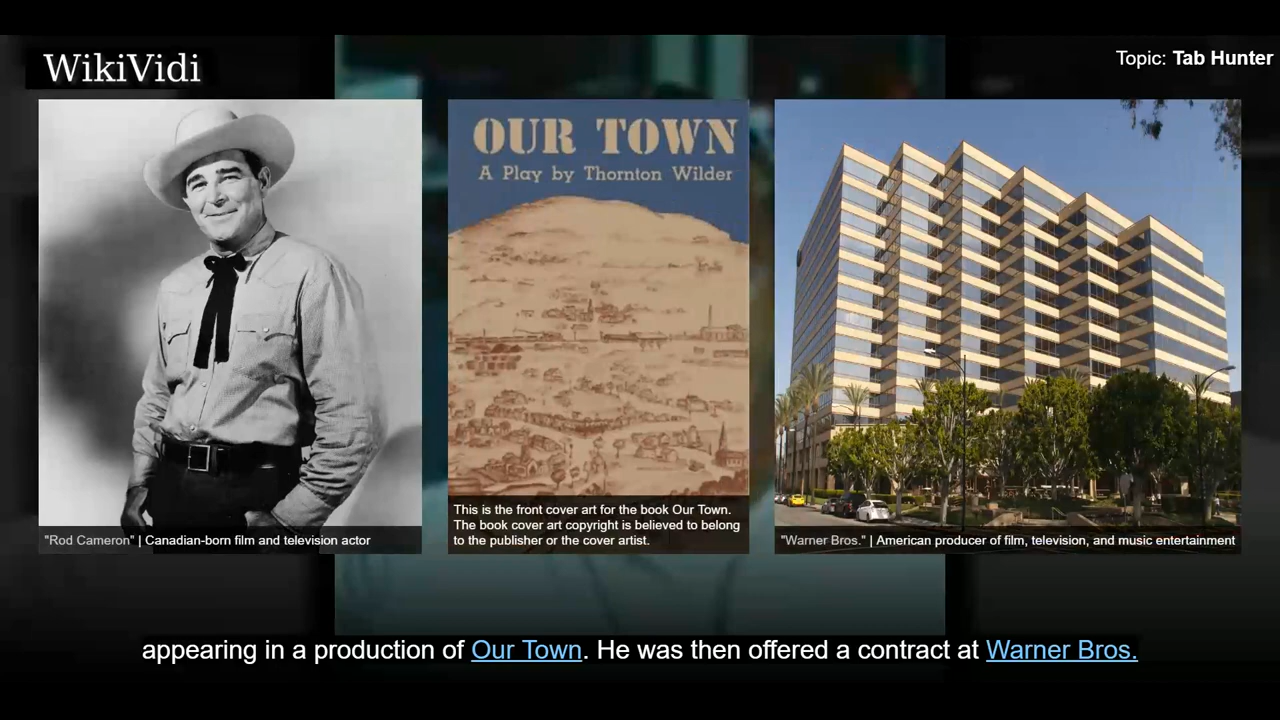 WikiVidi
Topic: Tab Hunter
OUR TOWN
A Play by Thornton Wilder
"Rod Cameron" | Canadian-born film and television actor
This is the front cover art for the book Our Town.
The book cover art copyright is believed to belong
to the publisher or the cover artist.
"Warner Bros." | American producer of film, television, and music entertainment
appearing in a production of Our Town. He was then offered a contract at Warner Bros.